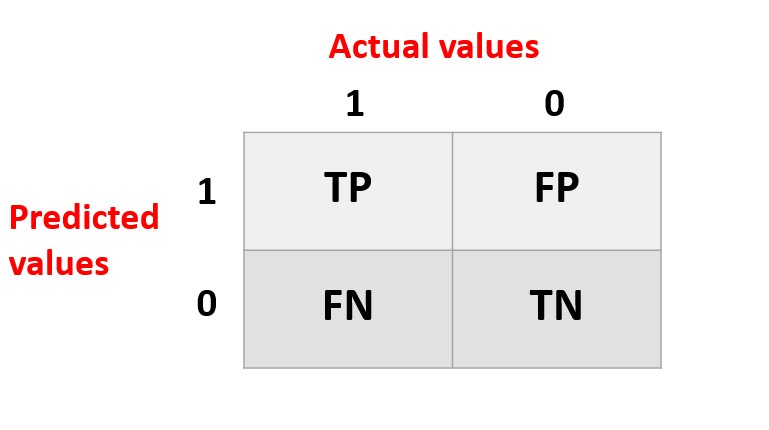 Actual values
1 0
Predicted
values
1 TP FP
0 FN TN